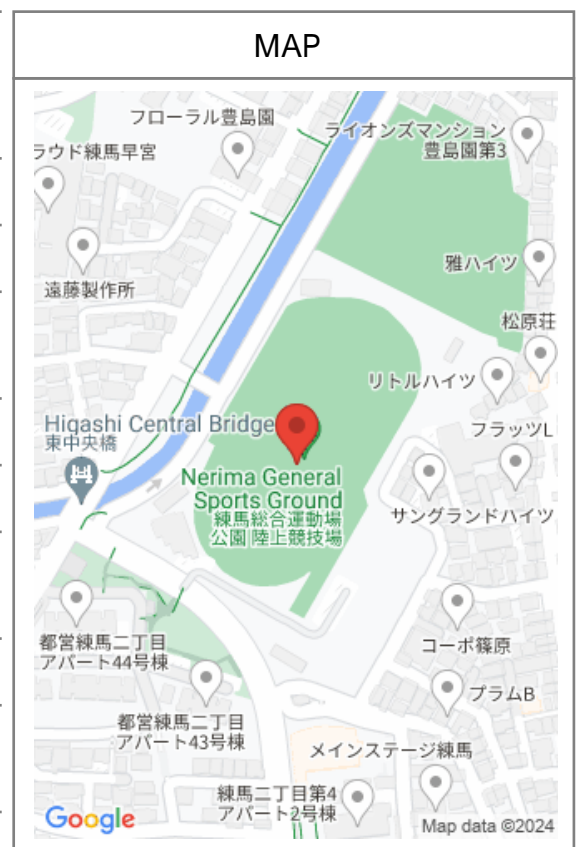 MAP
フローラル豊島園
ライオンズマンション
豊島園第3
ラウド練馬早宮
雅ハイツ
遠藤製作所
松原荘
リトルハイツ
Higashi Central Bridge
東中央橋
フラッツL
Nerima General
Sports Ground
練馬総合運動場
公園 陸上競技場
サングランドハイツ
都営練馬二丁目
アパート44号棟
コーポ篠原
プラムB
都営練馬二丁目
アパート43号棟
メインステージ練馬
練馬二丁目第4
アパート2号棟
Google
Map data ©2024